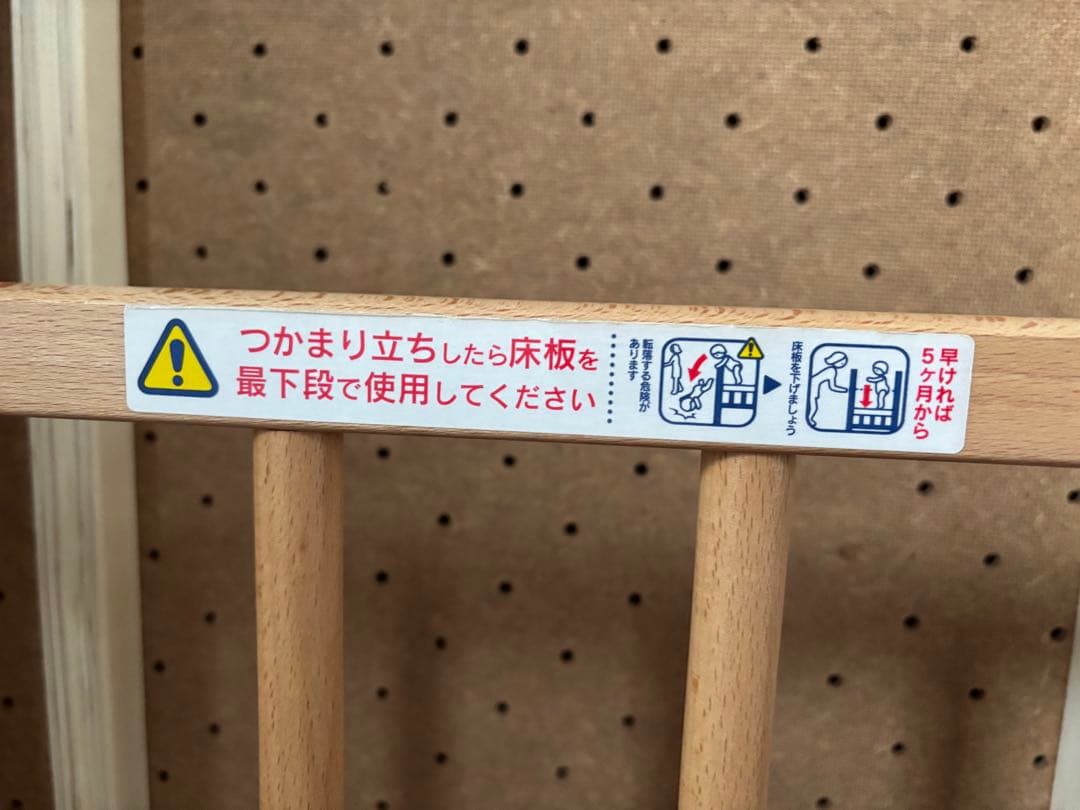 つかまり立ちしたら床板を
最下段で使用してください
転落する危険が
あります
床板を下げましょう
早ければ
5ヶ月から